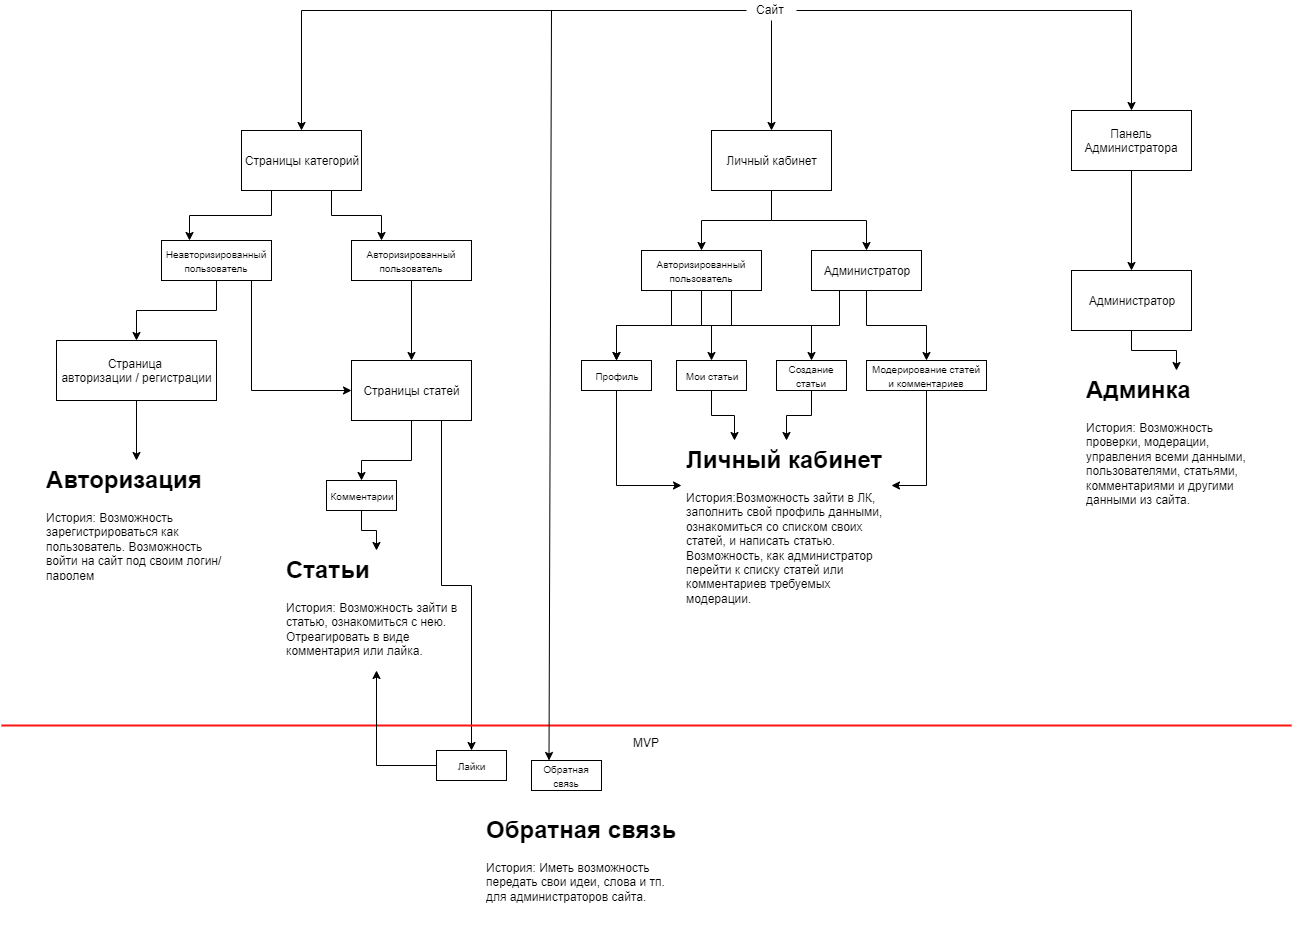 Сайт
Страницы категорий
Личный кабинет
Панель
Администратора
Неавторизированный
пользователь
Авторизированный
пользователь
Авторизированный
пользователь
Администратор
Администратор
Страница
авторизации / регистрации
Страницы статей
Профиль
Мои статьи
Создание
статьи
Модерирование статей
и комментариев
Админка
История: Возможность
проверки, модерации,
управления всеми данными,
пользователями, статьями,
комментариями и другими
данными из сайта.
Личный кабинет
История:Возможность зайти в ЛК,
заполнить свой профиль данными,
ознакомиться со списком своих
статей, и написать статью.
Возможность, как администратор
перейти к списку статей или
комментариев требуемых
модерации.
Авторизация
История: Возможность
зарегистрироваться как
пользователь. Возможность
войти на сайт под своим логин/
паролем
Комментарии
Статьи
История: Возможность зайти в
статью, ознакомиться с нею.
Отреагировать в виде
комментария или лайка.
MVP
Лайки
Обратная
связь
Обратная связь
История: Иметь возможность
передать свои идеи, слова и тп.
для администраторов сайта.